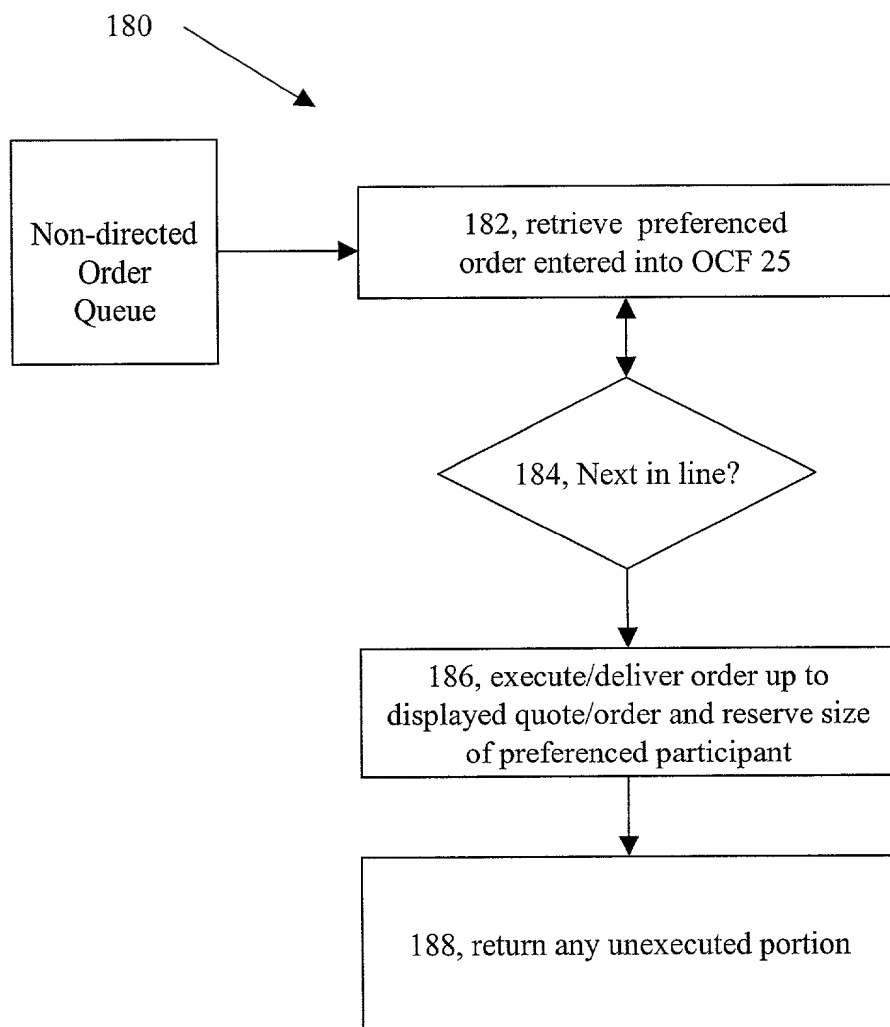 180
Non-directed
Order
Queue
182, retrieve preferenced
order entered into OCF 25
184, Next in line?
186, execute/deliver order up to
displayed quote/order and reserve size
of preferenced participant
188, return any unexecuted portion